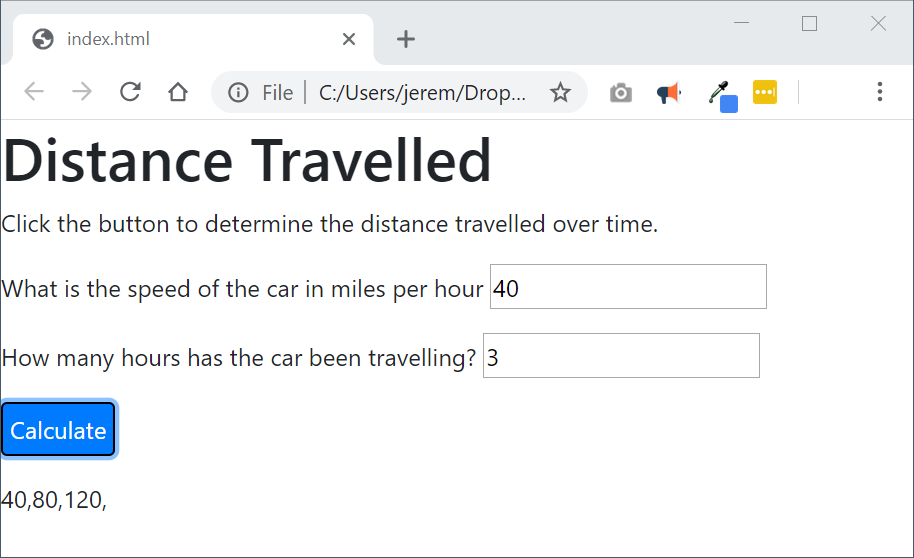 index.html
File | C:/Users/jerem/Drop...
Distance Travelled
Click the button to determine the distance travelled over time.
What is the speed of the car in miles per hour 40
How many hours has the car been travelling? 3
Calculate
40,80,120,